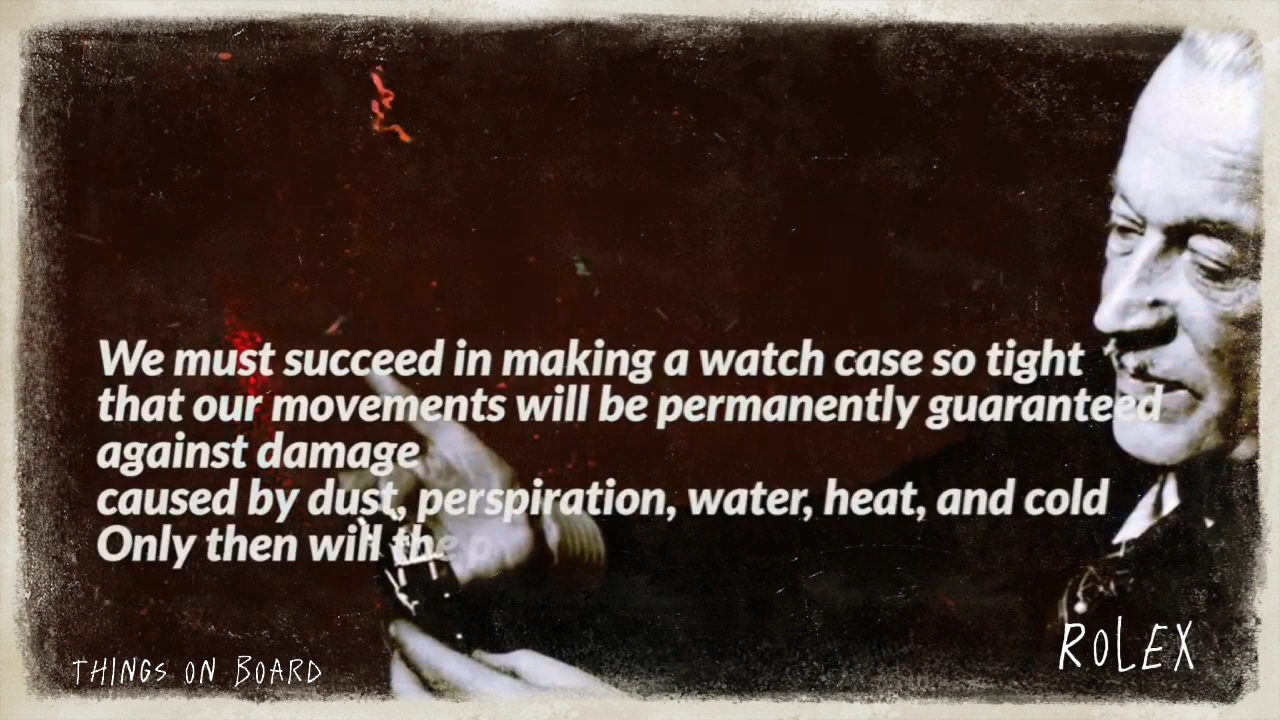 We must succeed in making a watch case so tight
that our movements will be permanently guaranteed
against damage
caused by dust, perspiration, water, heat, and cold
Only then will the p
THINGS ON BOARD
ROLEX